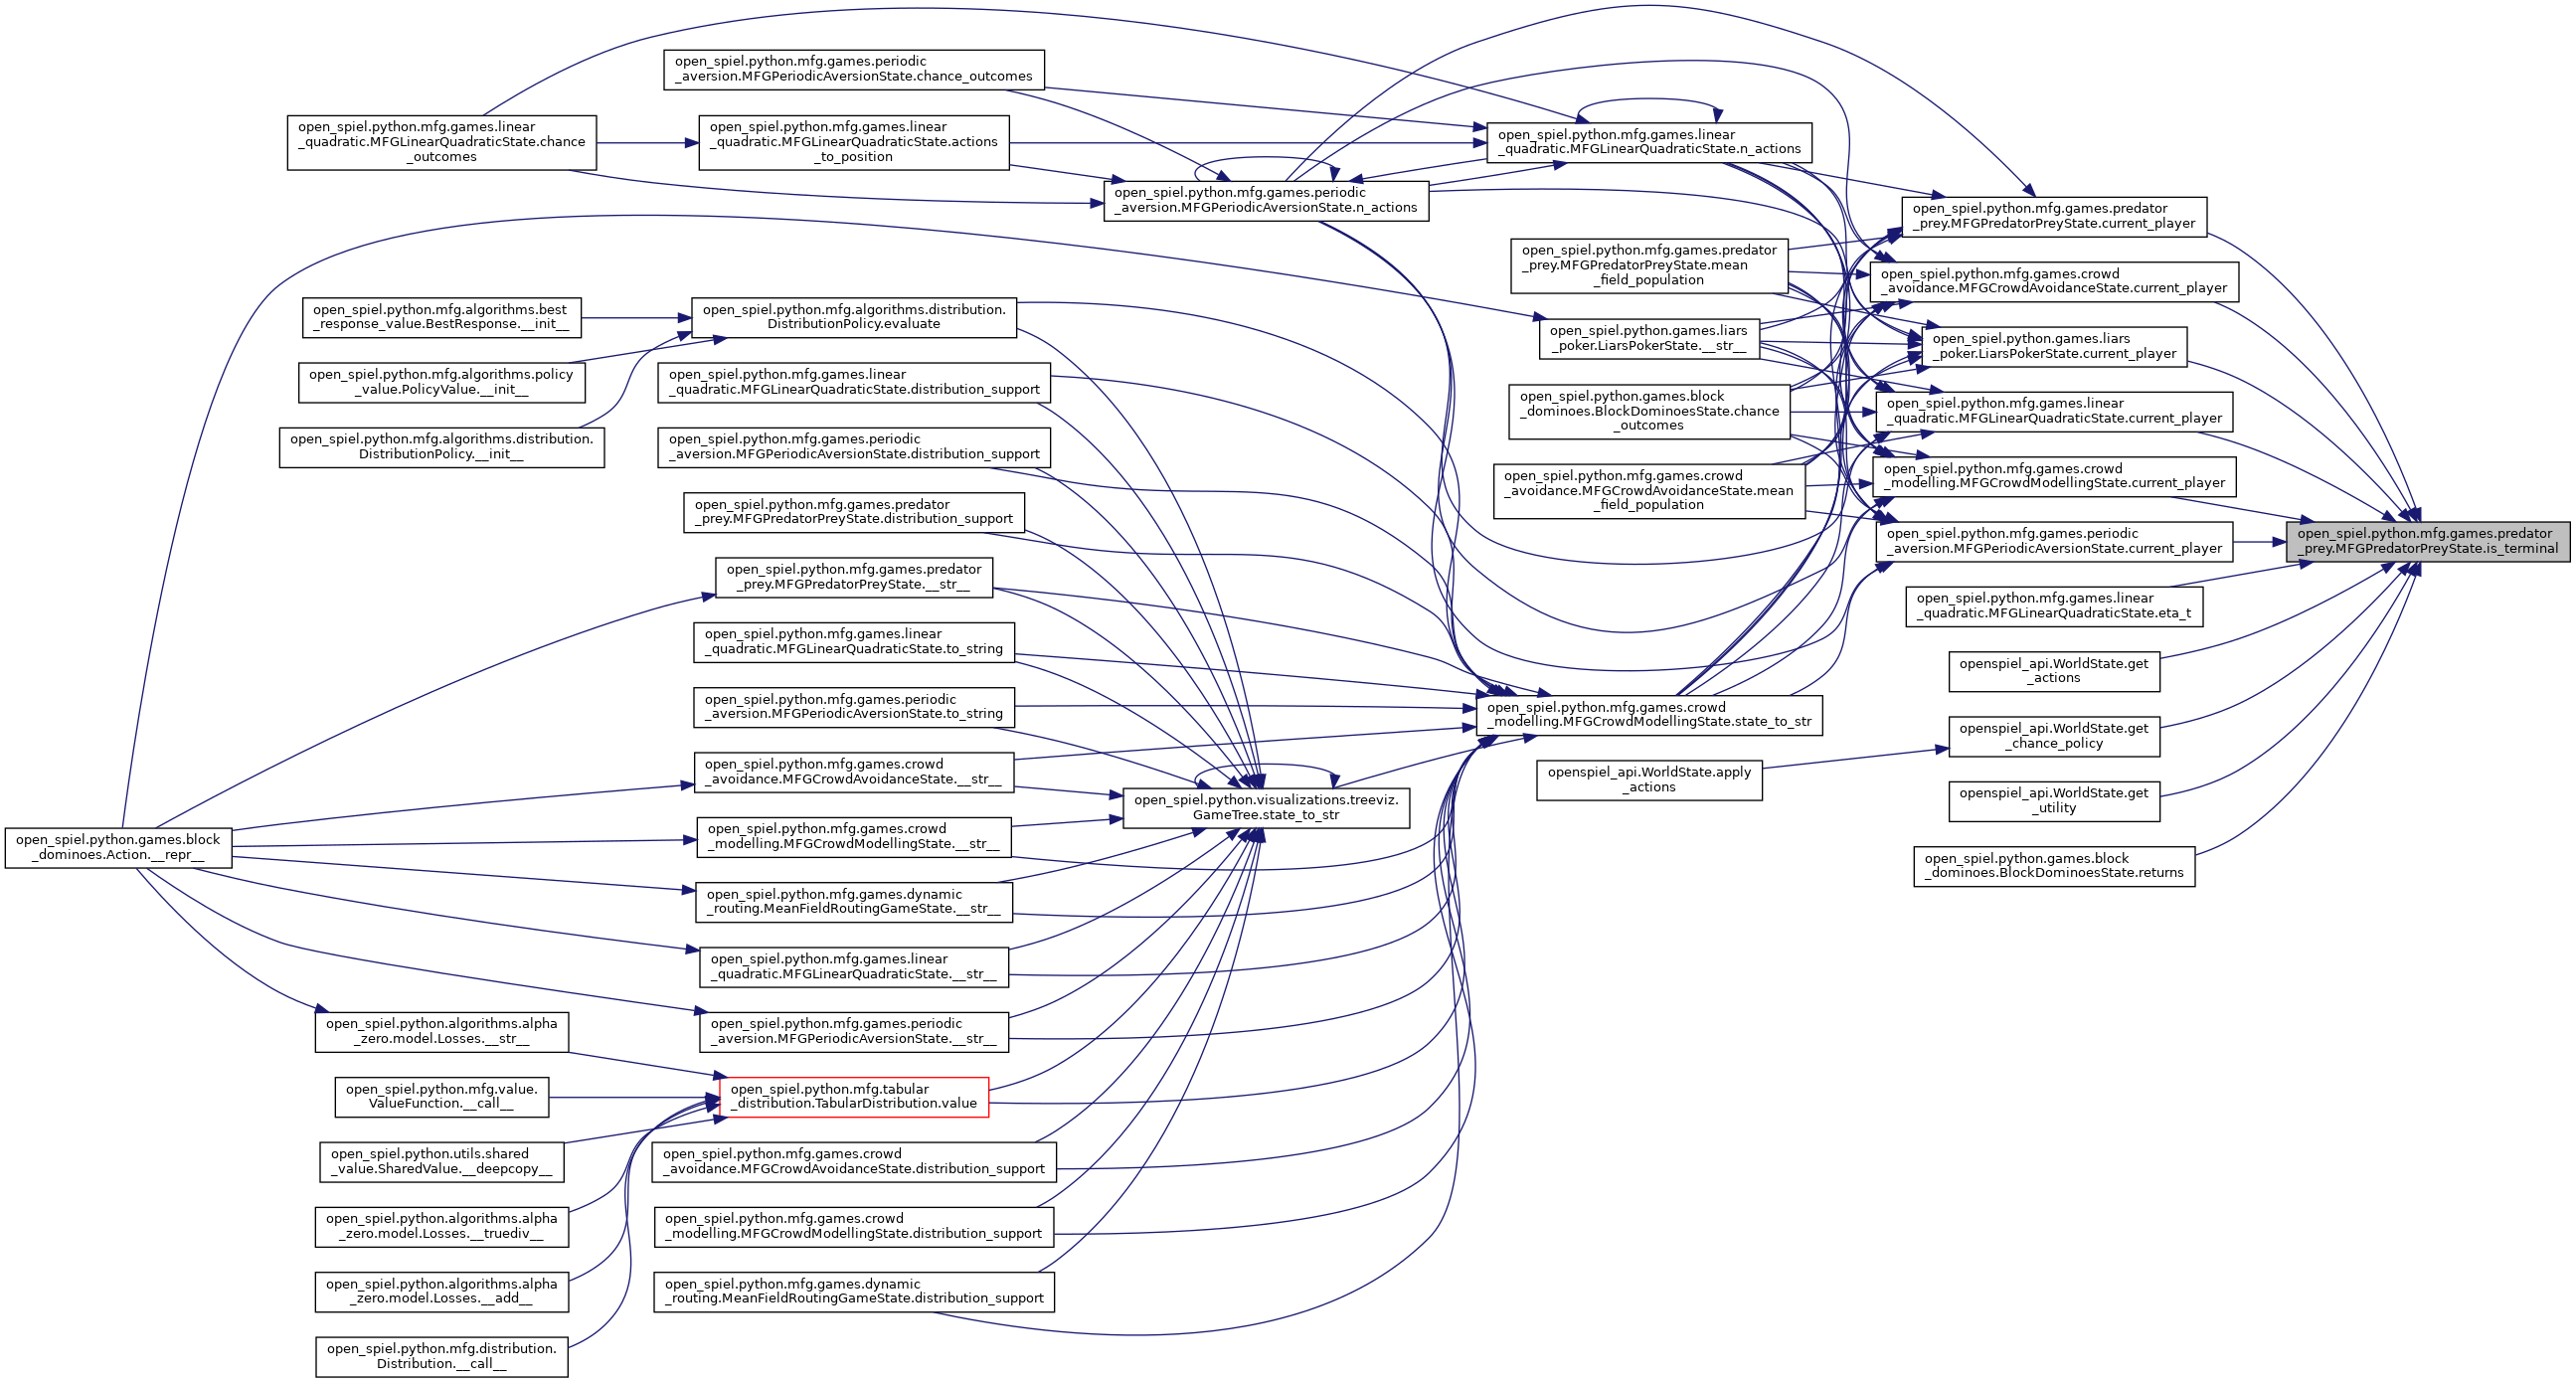 open_spiel.python.mfg.games.periodic
_aversion.MFGPeriodicAversionState.chance_outcomes
open_spiel.python.mfg.games.linear
_quadratic.MFGLinearQuadraticState.chance
_outcomes
open_spiel.python.mfg.games.linear
_quadratic.MFGLinearQuadraticState.actions
_to_position
open_spiel.python.mfg.games.linear
_quadratic.MFGLinearQuadraticState.n_actions
open_spiel.python.mfg.games.periodic
_aversion.MFGPeriodicAversionState.n_actions
open_spiel.python.mfg.games.predator
_prey.MFGPredatorPreyState.current_player
open_spiel.python.mfg.games.predator
_prey.MFGPredatorPreyState.mean
_field_population
open_spiel.python.mfg.games.crowd
_avoidance.MFGCrowdAvoidanceState.current_player
open_spiel.python.mfg.algorithms.best
_response_value.BestResponse.__init__
open_spiel.python.mfg.algorithms.distribution.
DistributionPolicy.evaluate
open_spiel.python.games.liars
_poker.LiarsPokerState.__str__
open_spiel.python.games.liars
_poker.LiarsPokerState.current_player
open_spiel.python.mfg.algorithms.policy
_value.PolicyValue.__init__
open_spiel.python.mfg.games.linear
_quadratic.MFGLinearQuadraticState.distribution_support
open_spiel.python.games.block
_dominoes.BlockDominoesState.chance
_outcomes
open_spiel.python.mfg.games.linear
_quadratic.MFGLinearQuadraticState.current_player
open_spiel.python.mfg.algorithms.distribution.
DistributionPolicy.__init__
open_spiel.python.mfg.games.periodic
_aversion.MFGPeriodicAversionState.distribution_support
open_spiel.python.mfg.games.crowd
_avoidance.MFGCrowdAvoidanceState.mean
_field_population
open_spiel.python.mfg.games.crowd
_modelling.MFGCrowdModellingState.current_player
open_spiel.python.mfg.games.predator
_prey.MFGPredatorPreyState.distribution_support
open_spiel.python.mfg.games.periodic
_aversion.MFGPeriodicAversionState.current_player
open_spiel.python.mfg.games.predator
_prey.MFGPredatorPreyState.is_terminal
open_spiel.python.mfg.games.predator
_prey.MFGPredatorPreyState.__str__
open_spiel.python.mfg.games.linear
_quadratic.MFGLinearQuadraticState.eta_t
open_spiel.python.mfg.games.linear
_quadratic.MFGLinearQuadraticState.to_string
openspiel_api.WorldState.get
_actions
open_spiel.python.mfg.games.periodic
_aversion.MFGPeriodicAversionState.to_string
open_spiel.python.mfg.games.crowd
_modelling.MFGCrowdModellingState.state_to_str
openspiel_api.WorldState.get
_chance_policy
open_spiel.python.mfg.games.crowd
_avoidance.MFGCrowdAvoidanceState.__str__
openspiel_api.WorldState.apply
_actions
open_spiel.python.visualizations.treeviz.
GameTree.state_to_str
openspiel_api.WorldState.get
_utility
open_spiel.python.games.block
_dominoes.Action.__repr__
open_spiel.python.mfg.games.crowd
_modelling.MFGCrowdModellingState.__str__
open_spiel.python.games.block
_dominoes.BlockDominoesState.returns
open_spiel.python.mfg.games.dynamic
_routing.MeanFieldRoutingGameState.__str__
open_spiel.python.mfg.games.linear
_quadratic.MFGLinearQuadraticState.__str__
open_spiel.python.algorithms.alpha
_zero.model.Losses.__str__
open_spiel.python.mfg.games.periodic
_aversion.MFGPeriodicAversionState.__str__
open_spiel.python.mfg.value.
ValueFunction.__call__
open_spiel.python.mfg.tabular
_distribution.TabularDistribution.value
open_spiel.python.utils.shared
_value.SharedValue.__deepcopy__
open_spiel.python.mfg.games.crowd
_avoidance.MFGCrowdAvoidanceState.distribution_support
open_spiel.python.algorithms.alpha
_zero.model.Losses.__truediv__
open_spiel.python.mfg.games.crowd
_modelling.MFGCrowdModellingState.distribution_support
open_spiel.python.algorithms.alpha
_zero.model.Losses.__add__
open_spiel.python.mfg.games.dynamic
_routing.MeanFieldRoutingGameState.distribution_support
open_spiel.python.mfg.distribution.
Distribution.__call__